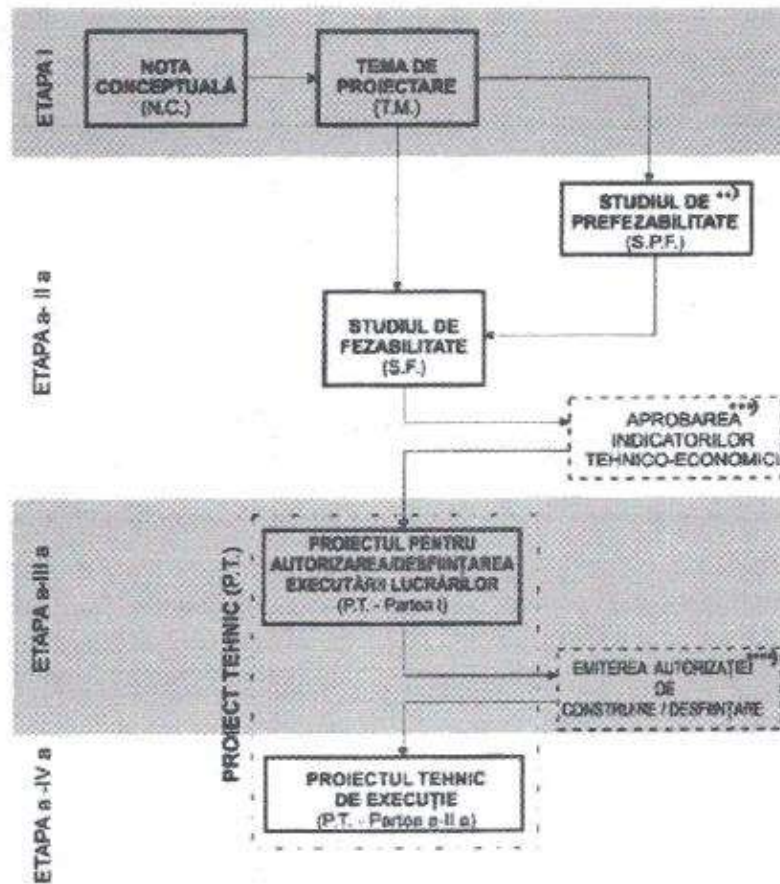 ETAPA I
NOTA
CONCEPTUALĂ
(N.C.)
TEMA DE
PROIECTARE
(T.M.)
ETAPA a- II a
STUDIUL DE **)
PREFEZABILITATE
(S.P.F.)
STUDIUL DE
FEZABILITATE
(S.F.)
APROBAREA ***)
INDICATORILOR
TEHNICO-ECONOMICI
ETAPA a-III a
PROIECT TEHNIC (P.T.)
PROIECTUL PENTRU
AUTORIZAREA/DESFIINȚAREA
EXECUTĂRII LUCRĂRILOR
(P.T. - Partea I)
EMITEREA AUTORIZAȚIEI
DE
CONSTRUIRE / DESFIINȚARE
ETAPA a -IV a
PROIECTUL TEHNIC
DE EXECUȚIE
(P.T. - Partea a-II a)